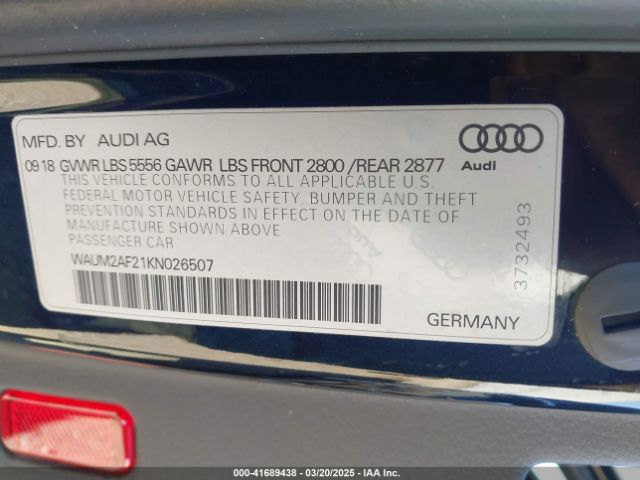 MFD. BY AUDI AG
Audi
09 18 GVWR LBS 5556 GAWR LBS FRONT 2800 /REAR 2877
THIS VEHICLE CONFORMS TO ALL APPLICABLE U.S.
FEDERAL MOTOR VEHICLE SAFETY, BUMPER AND THEFT
PREVENTION STANDARDS IN EFFECT ON THE DATE OF
MANUFACTURE SHOWN ABOVE
PASSENGER CAR
WAUM2AF21KN026507
Audi
3732493
GERMANY
000-41689438 - 03/20/2025 - IAA Inc.